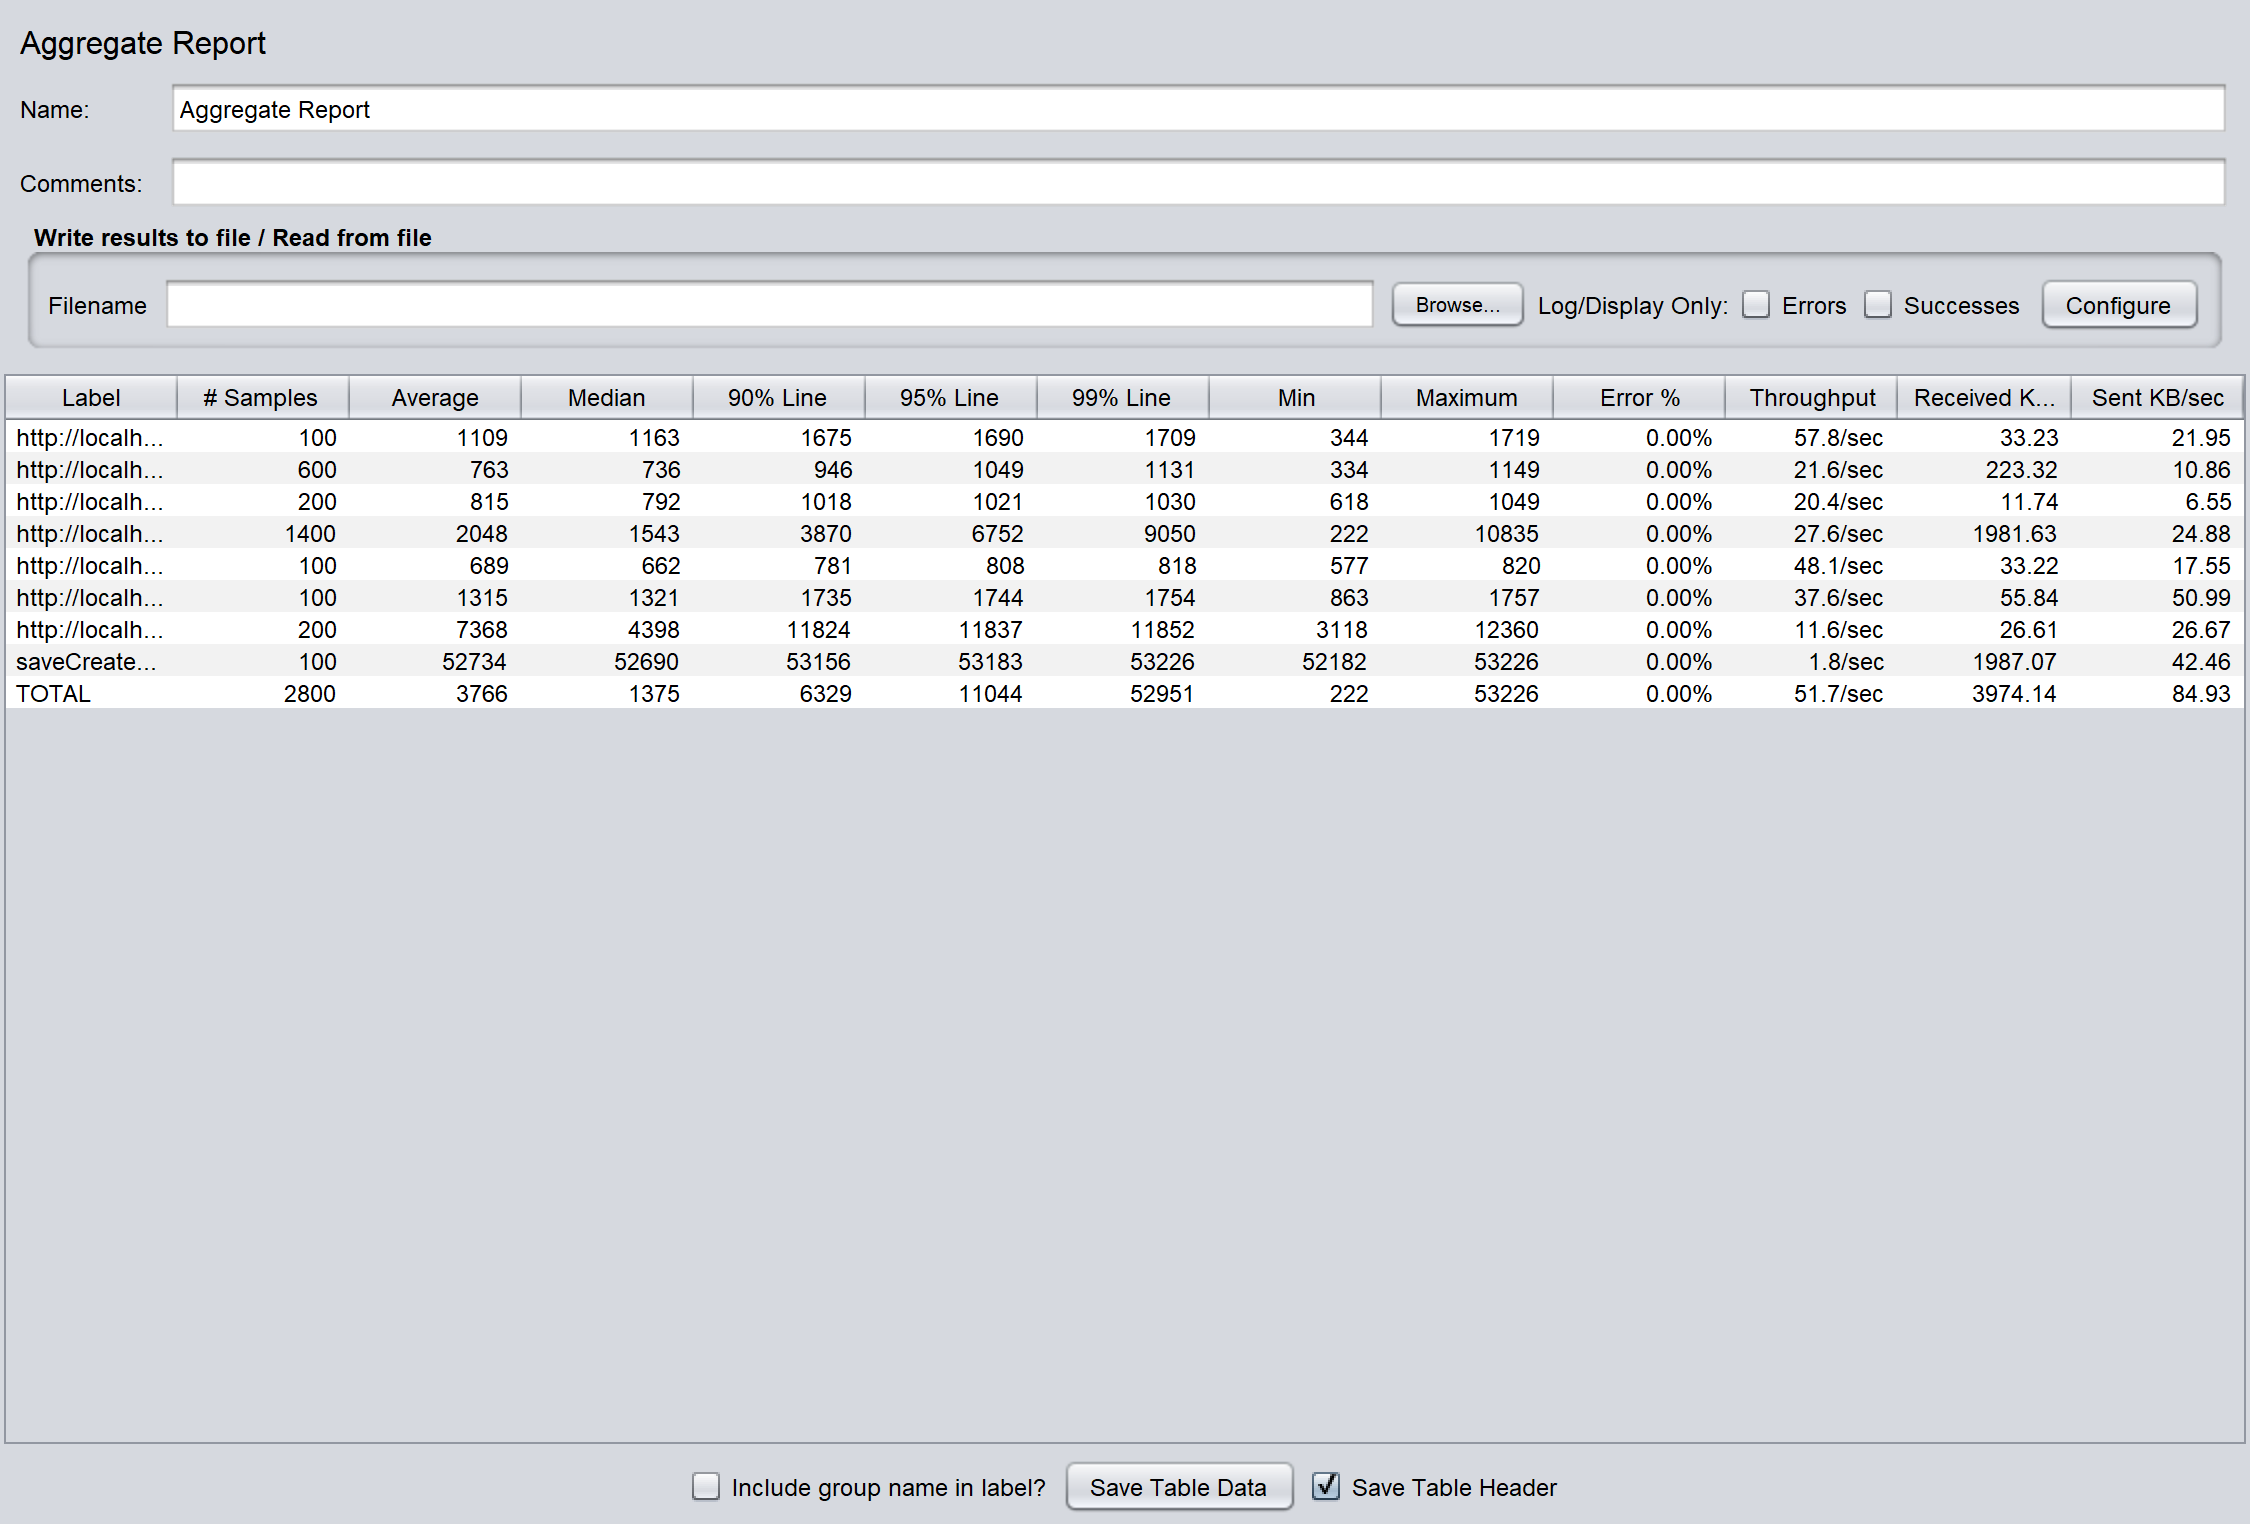 Aggregate Report
Name: Aggregate Report
Comments:
Write results to file / Read from file
Filename Browse... Log/Display Only: Errors Successes Configure
Label # Samples Average Median 90% Line 95% Line 99% Line Min Maximum Error % Throughput Received K... Sent KB/sec
http://localh... 100 1109 1163 1675 1690 1709 344 1719 0.00% 57.8/sec 33.23 21.95
http://localh... 600 763 736 946 1049 1131 334 1149 0.00% 21.6/sec 223.32 10.86
http://localh... 200 815 792 1018 1021 1030 618 1049 0.00% 20.4/sec 11.74 6.55
http://localh... 1400 2048 1543 3870 6752 9050 222 10835 0.00% 27.6/sec 1981.63 24.88
http://localh... 100 689 662 781 808 818 577 820 0.00% 48.1/sec 33.22 17.55
http://localh... 100 1315 1321 1735 1744 1754 863 1757 0.00% 37.6/sec 55.84 50.99
http://localh... 200 7368 4398 11824 11837 11852 3118 12360 0.00% 11.6/sec 26.61 26.67
saveCreate... 100 52734 52690 53156 53183 53226 52182 53226 0.00% 1.8/sec 1987.07 42.46
TOTAL 2800 3766 1375 6329 11044 52951 222 53226 0.00% 51.7/sec 3974.14 84.93
Include group name in label? Save Table Data Save Table Header